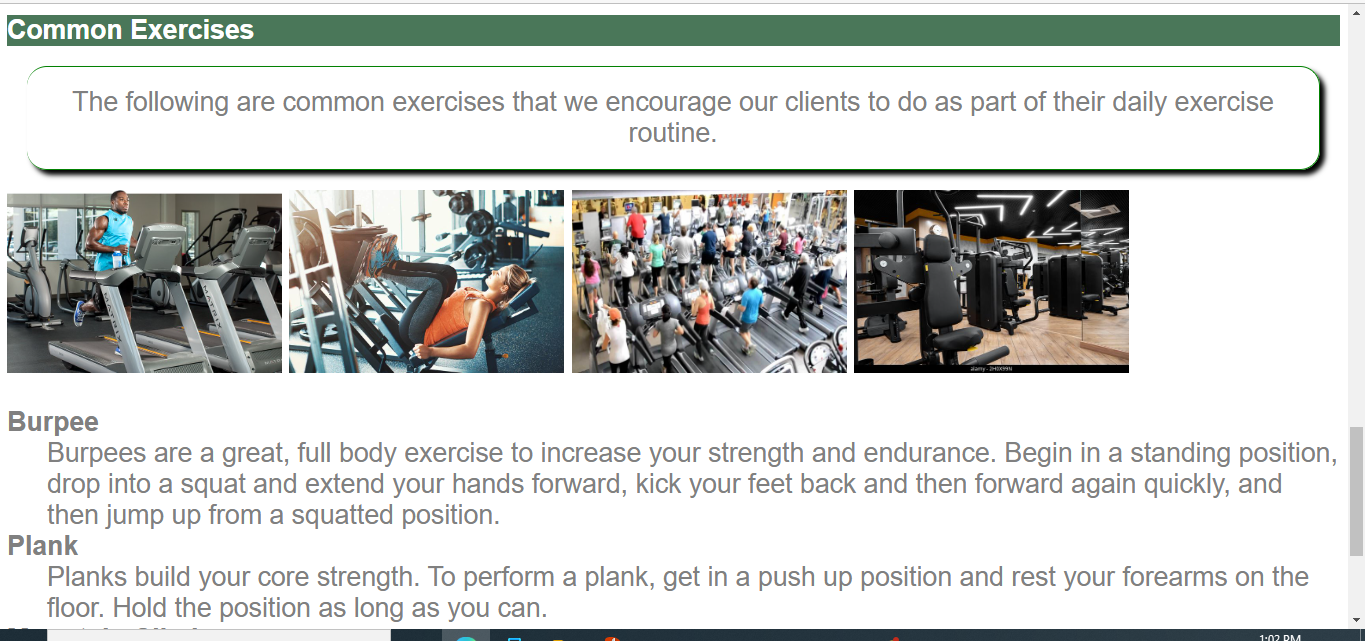 Common Exercises
The following are common exercises that we encourage our clients to do as part of their daily exercise
routine.
alamy - 2H0X99N
Burpee
Burpees are a great, full body exercise to increase your strength and endurance. Begin in a standing position,
drop into a squat and extend your hands forward, kick your feet back and then forward again quickly, and
then jump up from a squatted position.
Plank
Planks build your core strength. To perform a plank, get in a push up position and rest your forearms on the
floor. Hold the position as long as you can.
1:02 PM